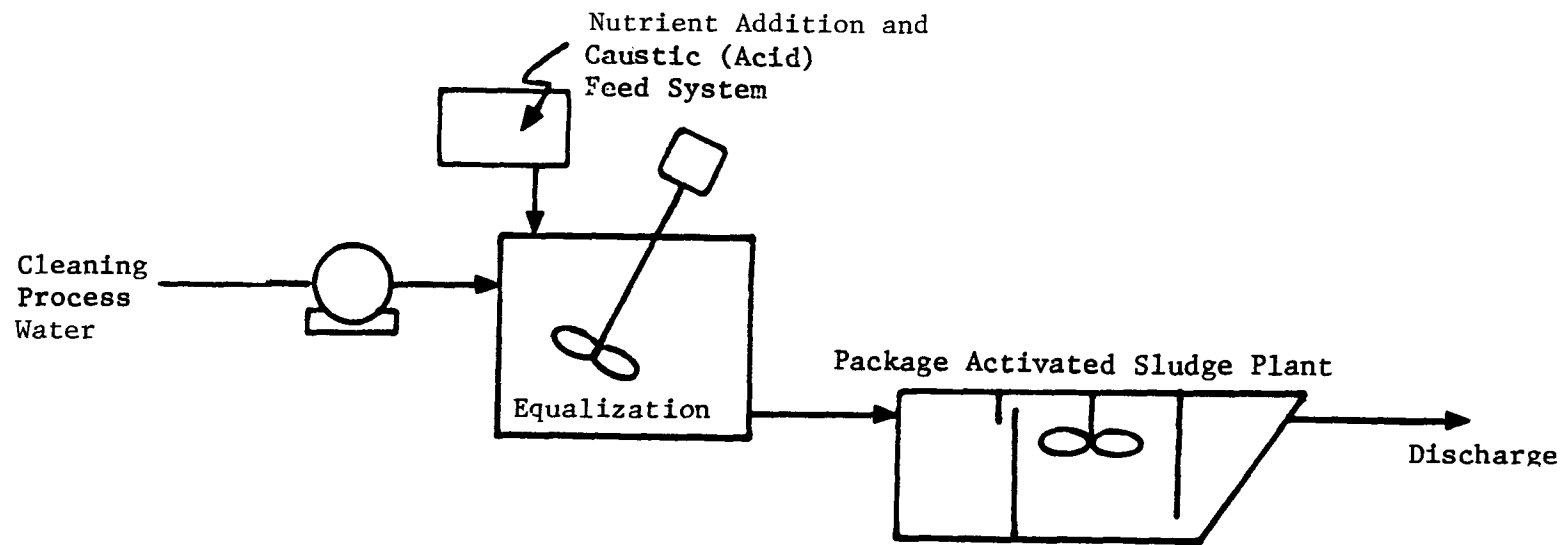 Nutrient Addition and
Caustic (Acid)
Feed System
Cleaning
Process
Water
Equalization
Package Activated Sludge Plant
Discharge